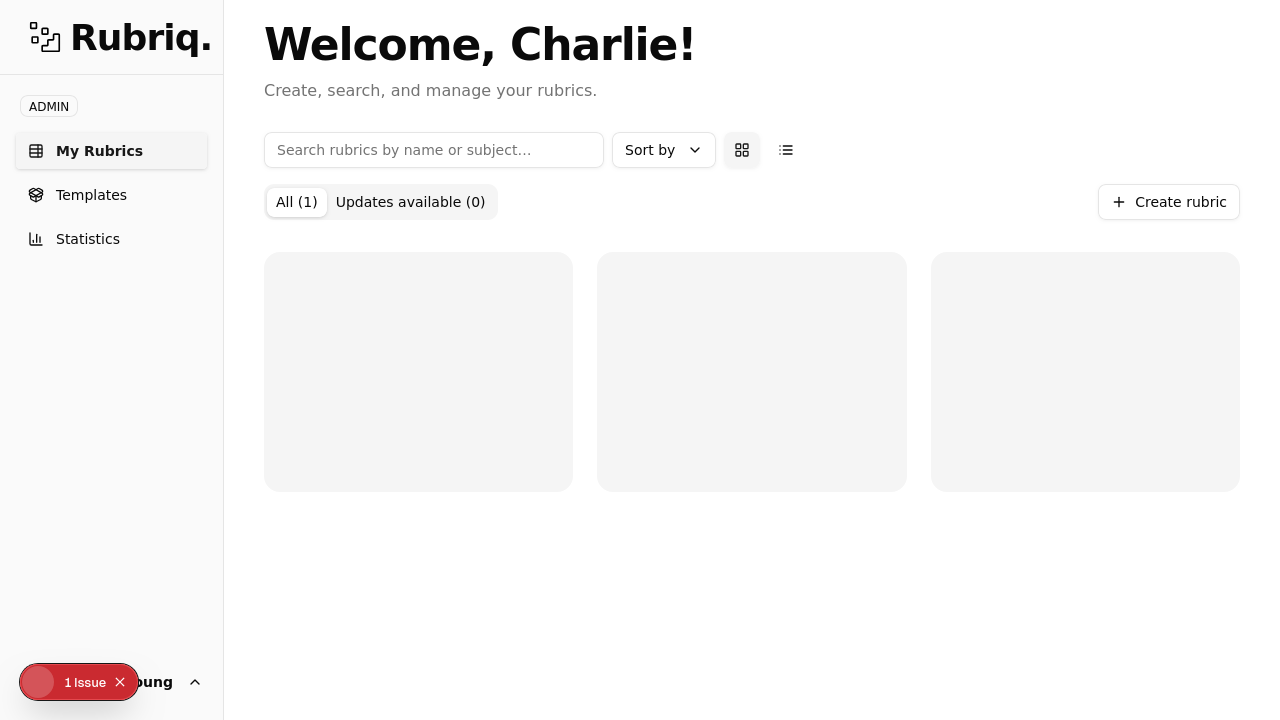 Rubriq.
ADMIN
My Rubrics
Templates
Statistics
1 Issue
Welcome, Charlie!
Create, search, and manage your rubrics.
Search rubrics by name or subject...
Sort by
All (1)
Updates available (0)
Create rubric